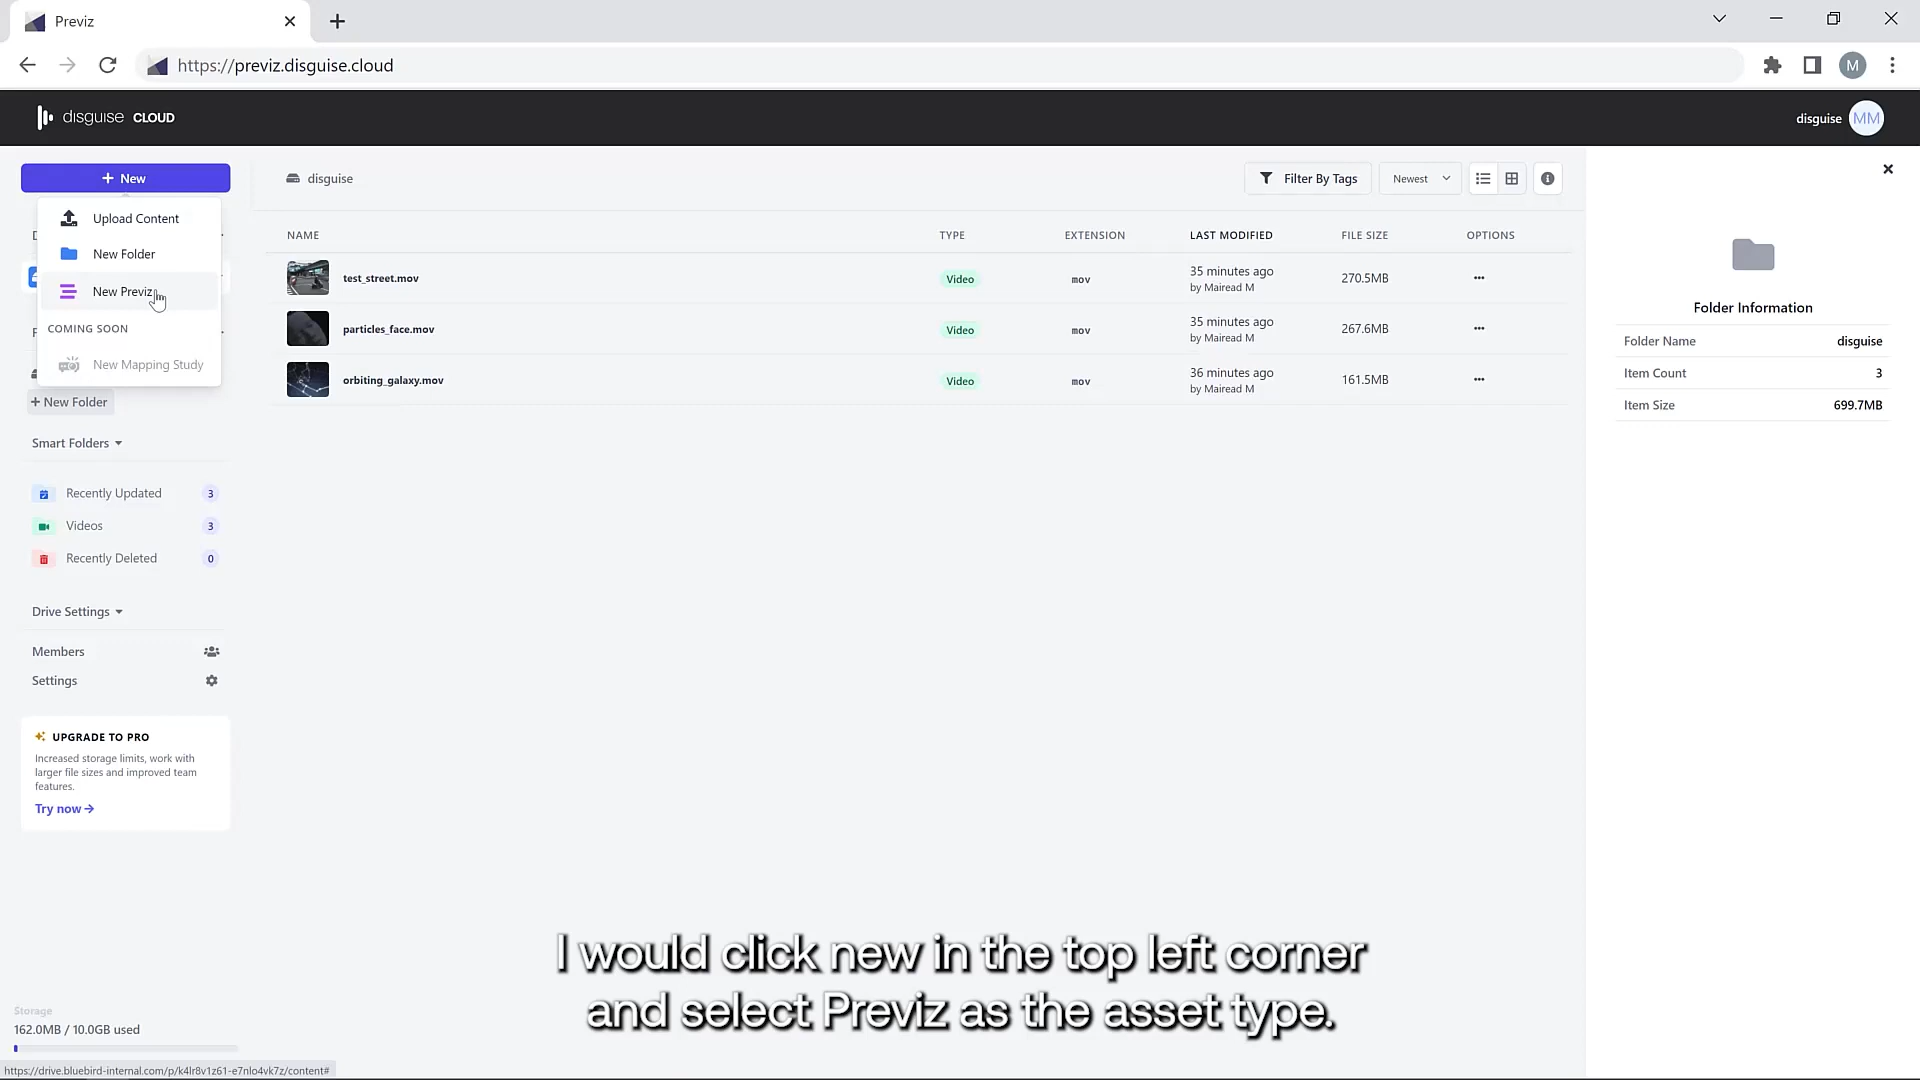 Previz
https://previz.disguise.cloud
M
disguise CLOUD
disguise MM
+ New
Upload Content
New Folder
New Previz
COMING SOON
New Mapping Study
+ New Folder
Smart Folders
Recently Updated 3
Videos 3
Recently Deleted 0
Drive Settings
Members
Settings
UPGRADE TO PRO
Increased storage limits, work with
larger file sizes and improved team
features.
Try now →
Storage
162.0MB / 10.0GB used
https://drive.bluebird-internal.com/p/k4lr8v1z61-e7nlo4vk7z/content#
disguise
Filter By Tags
Newest
NAME TYPE EXTENSION LAST MODIFIED FILE SIZE OPTIONS
test_street.mov Video mov 35 minutes ago 270.5MB
by Mairead M
particles_face.mov Video mov 35 minutes ago 267.6MB
by Mairead M
orbiting_galaxy.mov Video mov 36 minutes ago 161.5MB
by Mairead M
Folder Information
Folder Name disguise
Item Count 3
Item Size 699.7MB
I would click new in the top left corner
and select Previz as the asset type.